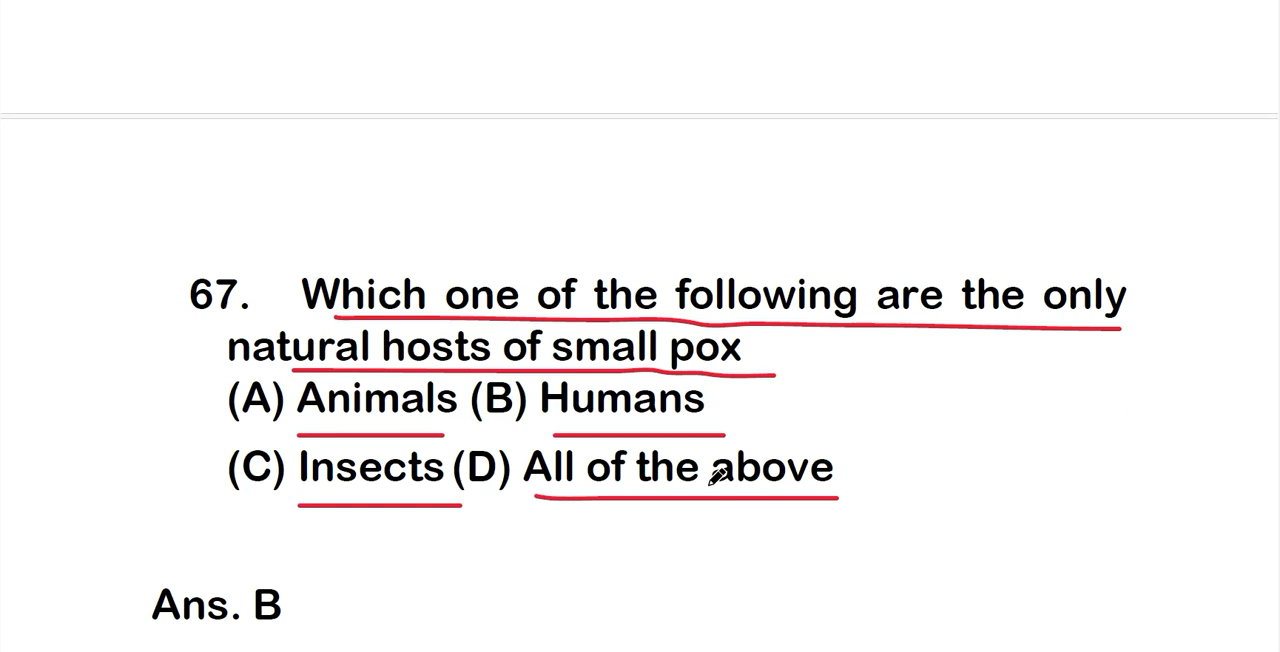 67. Which one of the following are the only
natural hosts of small pox
(A) Animals (B) Humans
(C) Insects (D) All of the above
Ans. B